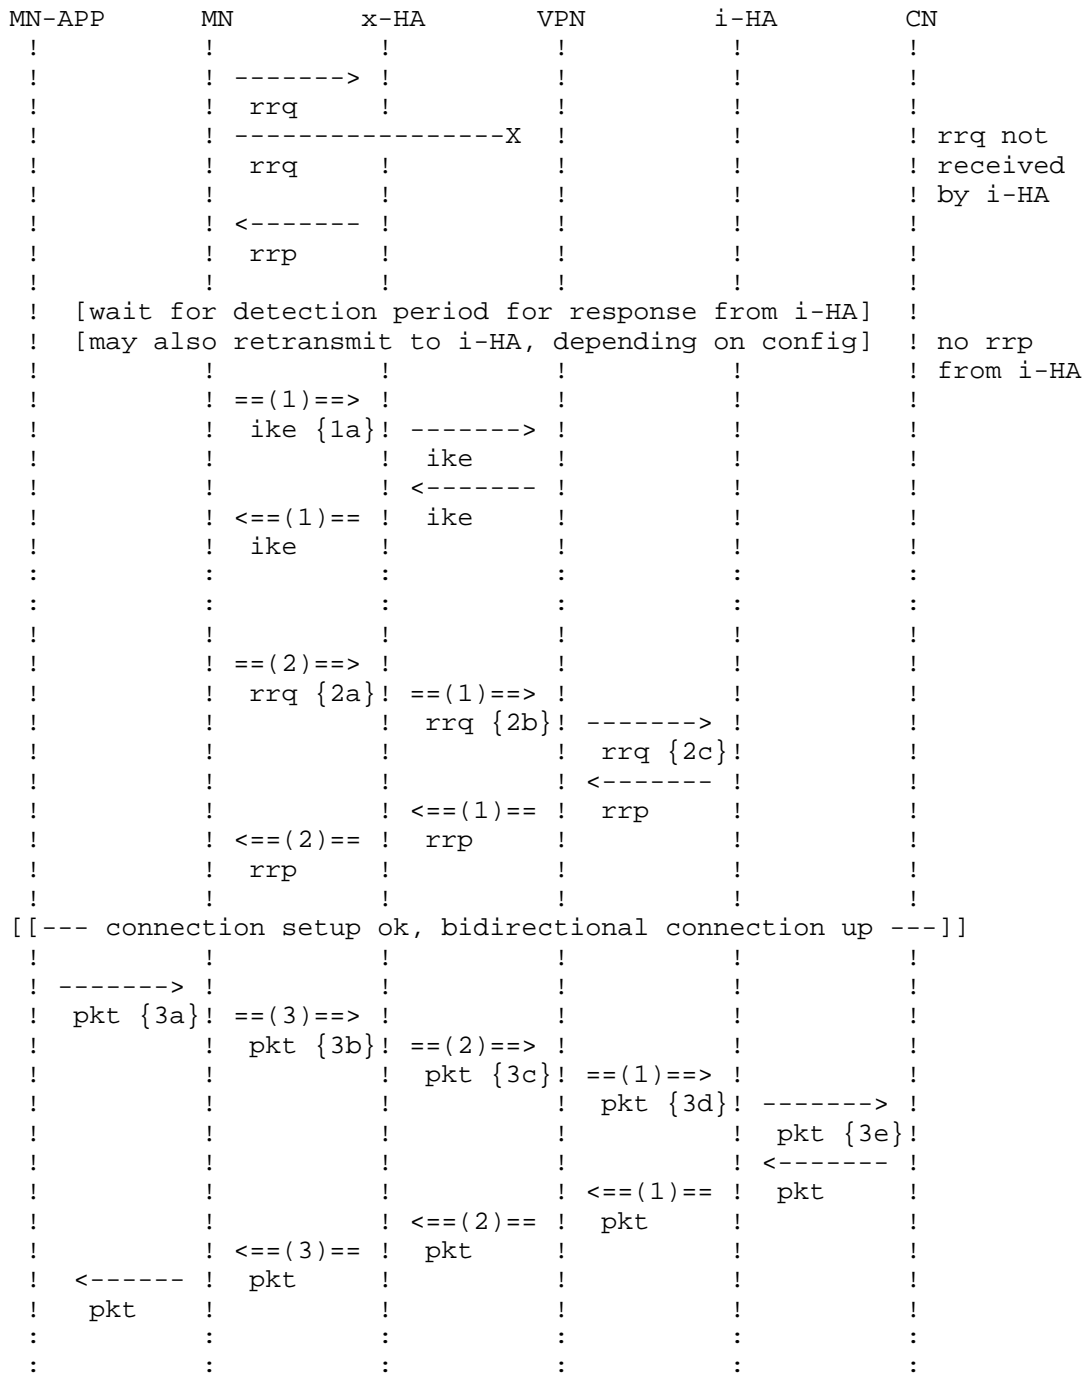 MN-APP      MN        x-HA       VPN        i-HA        CN
 !          !          !          !          !          !
 !          ! -------> !          !          !          !
 !          !  rrq     !          !          !          !
 !          ! -----------------X  !          !          ! rrq not
 !          !  rrq     !          !          !          ! received
 !          !          !          !          !          ! by i-HA
 !          ! <------- !          !          !          !
 !          !  rrp     !          !          !          !
 !          !          !          !          !          !
 !  [wait for detection period for response from i-HA]  !
 !  [may also retransmit to i-HA, depending on config]  ! no rrp
 !          !          !          !          !          ! from i-HA
 !          ! ==(1)==> !          !          !          !
 !          !  ike {1a}! -------> !          !          !
 !          !          !  ike     !          !          !
 !          !          ! <------- !          !          !
 !          ! <==(1)== !  ike     !          !          !
 !          !  ike     !          !          !          !
 :          :          :          :          :          :
 :          :          :          :          :          :
 !          !          !          !          !          !
 !          ! ==(2)==> !          !          !          !
 !          !  rrq {2a}! ==(1)==> !          !          !
 !          !          !  rrq {2b}! -------> !          !
 !          !          !          !  rrq {2c}!          !
 !          !          !          ! <------- !          !
 !          !          ! <==(1)== !  rrp     !          !
 !          ! <==(2)== !  rrp     !          !          !
 !          !  rrp     !          !          !          !
 !          !          !          !          !          !
[[--- connection setup ok, bidirectional connection up ---]]
 !          !          !          !          !          !
 ! -------> !          !          !          !          !
 !  pkt {3a}! ==(3)==> !          !          !          !
 !          !  pkt {3b}! ==(2)==> !          !          !
 !          !          !  pkt {3c}! ==(1)==> !          !
 !          !          !          !  pkt {3d}! -------> !
 !          !          !          !          !  pkt {3e}!
 !          !          !          !          ! <------- !
 !          !          !          ! <==(1)== !  pkt     !
 !          !          ! <==(2)== !  pkt     !          !
 !          ! <==(3)== !  pkt     !          !          !
 !  <------ !  pkt     !          !          !          !
 !   pkt    !          !          !          !          !
 :          :          :          :          :          :
 :          :          :          :          :          :